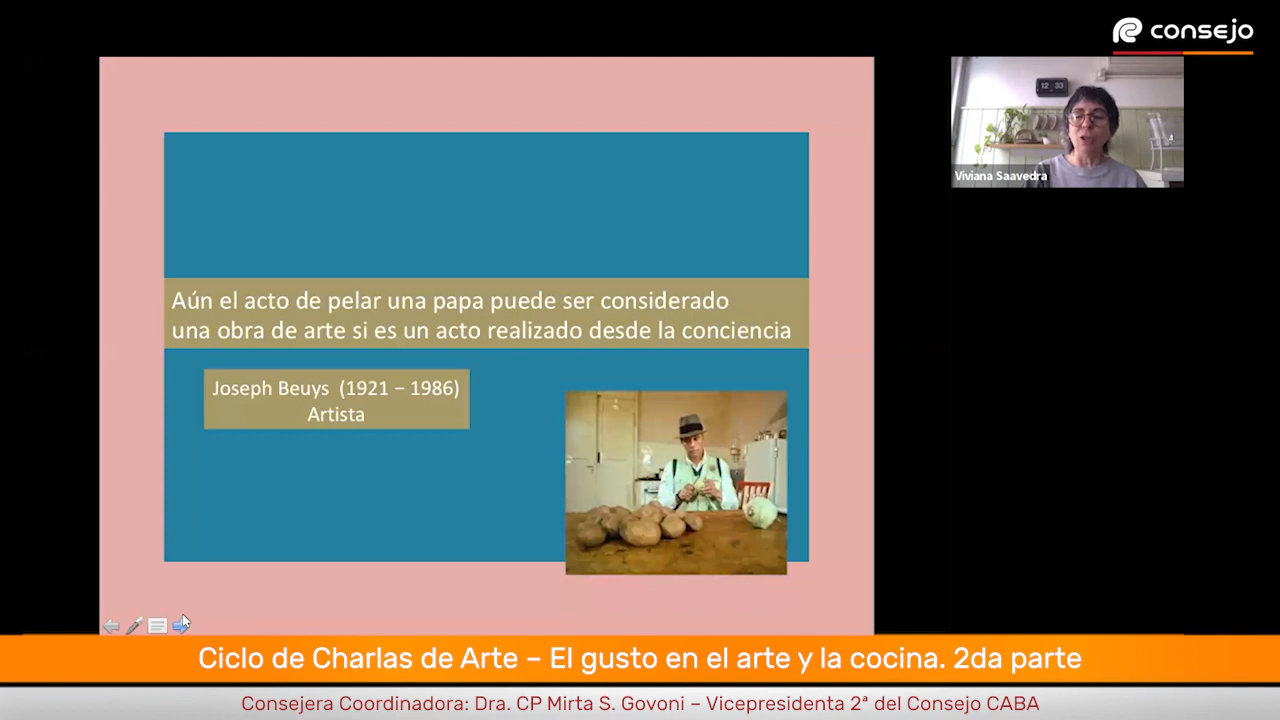 consejo
12 33
Viviana Saavedra
Aún el acto de pelar una papa puede ser considerado
una obra de arte si es un acto realizado desde la conciencia
Joseph Beuys (1921 – 1986)
Artista
Ciclo de Charlas de Arte – El gusto en el arte y la cocina. 2da parte
Consejera Coordinadora: Dra. CP Mirta S. Govoni – Vicepresidenta 2ª del Consejo CABA